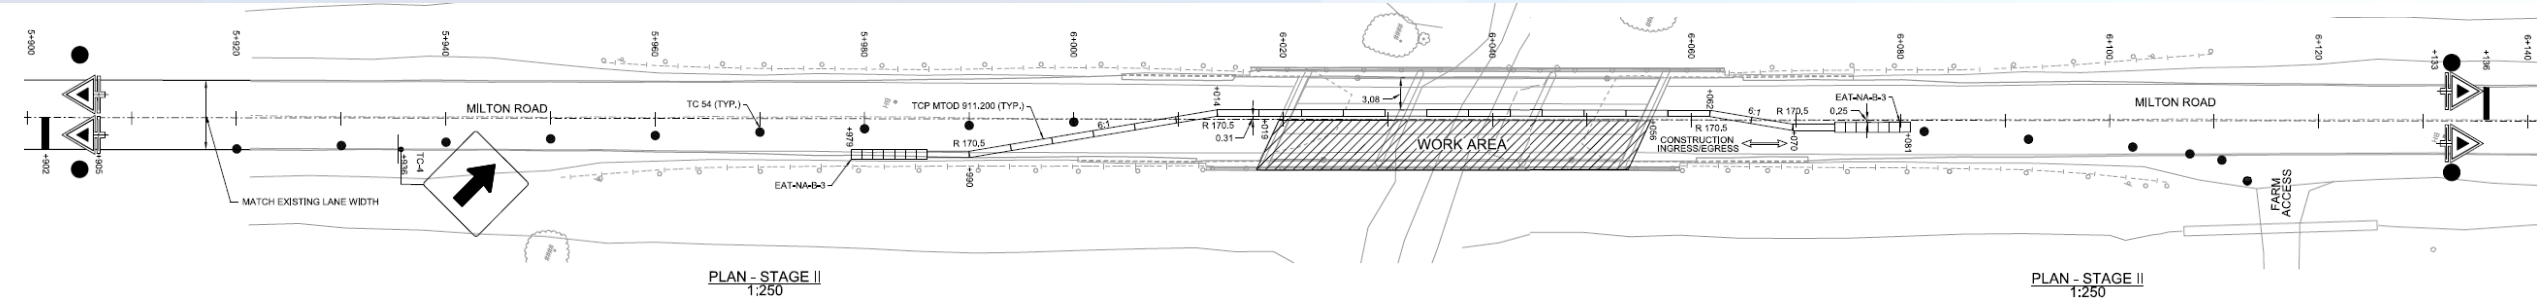 5+900
5+920
5+940
5+960
5+980
6+000
6+020
6+040
6+060
6+080
6+100
6+120
+133
+136
6+140
MILTON ROAD
TC 54 (TYP.)
TCP MTOD 911.200 (TYP.)
+014
3,08
+062
6:1
R 170.5
0,25
EAT-NA-B-3
MILTON ROAD
+902
+905
+936
TC-4
+979
R 170,5
6:1
R 170.5
0.31
+019
WORK AREA
+056
R 170,5
CONSTRUCTION
INGRESS/EGRESS
+070
+081
MATCH EXISTING LANE WIDTH
EAT-NA-B-3
+990
FARM
ACCESS
BH
PLAN - STAGE II
1:250
PLAN - STAGE II
1:250